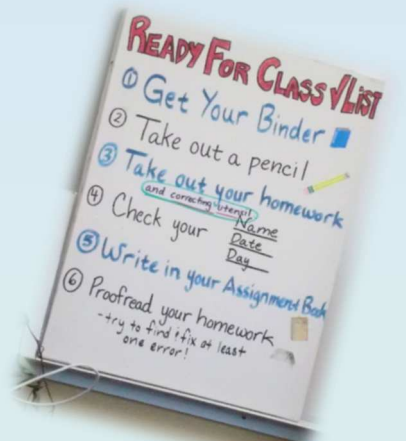 READY FOR CLASS √LIST
① Get Your Binder
② Take out a pencil
③ Take out your homework
and correcting utensil
④ Check your Name
Date
Day
⑤ Write in your Assignment Book
⑥ Proofread your homework
-try to find & fix at least
one error!